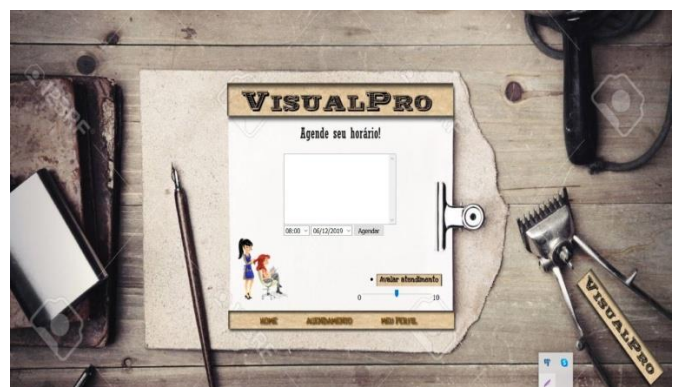 VISUALPRO
Agende seu horário!
08:00 06/12/2019 Agendar
Avaliar atendimento
0 10
HOME AGENDAMENTO MEU PERFIL
VISUALPRO
123RF